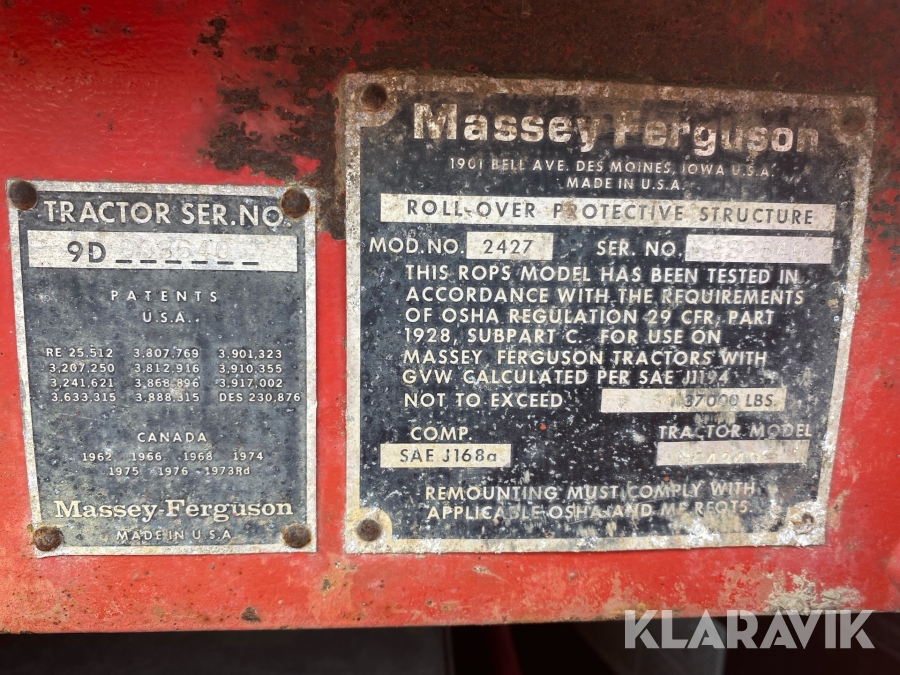 TRACTOR SER. NO.
9D
PATENTS
U.S.A.
RE 25.512 3.807.769 3.901,323
3.207.250 3.812.916 3.910.355
3.241.621 3.868.896 3.917.002
3.633.315 3.888.315 DES 230,876
CANADA
1962 1966 1968 1974
1975 1976 1973Rd
Massey-Ferguson
MADE IN U.S.A
Massey Ferguson
1901 BELL AVE. DES MOINES, IOWA U.S.A.
MADE IN U.S.A.
ROLL-OVER PROTECTIVE STRUCTURE
MOD. NO. 2427 SER. NO.
THIS ROPS MODEL HAS BEEN TESTED IN
ACCORDANCE WITH THE REQUIREMENTS
OF OSHA REGULATION 29 CFR, PART
1928, SUBPART C. FOR USE ON
MASSEY FERGUSON TRACTORS WITH
GVW CALCULATED PER SAE J1194
NOT TO EXCEED 37000 LBS.
COMP. TRACTOR MODEL
SAE J168a
REMOUNTING MUST COMPLY WITH
APPLICABLE OSHA AND MF REQTS.
KLARAVIK